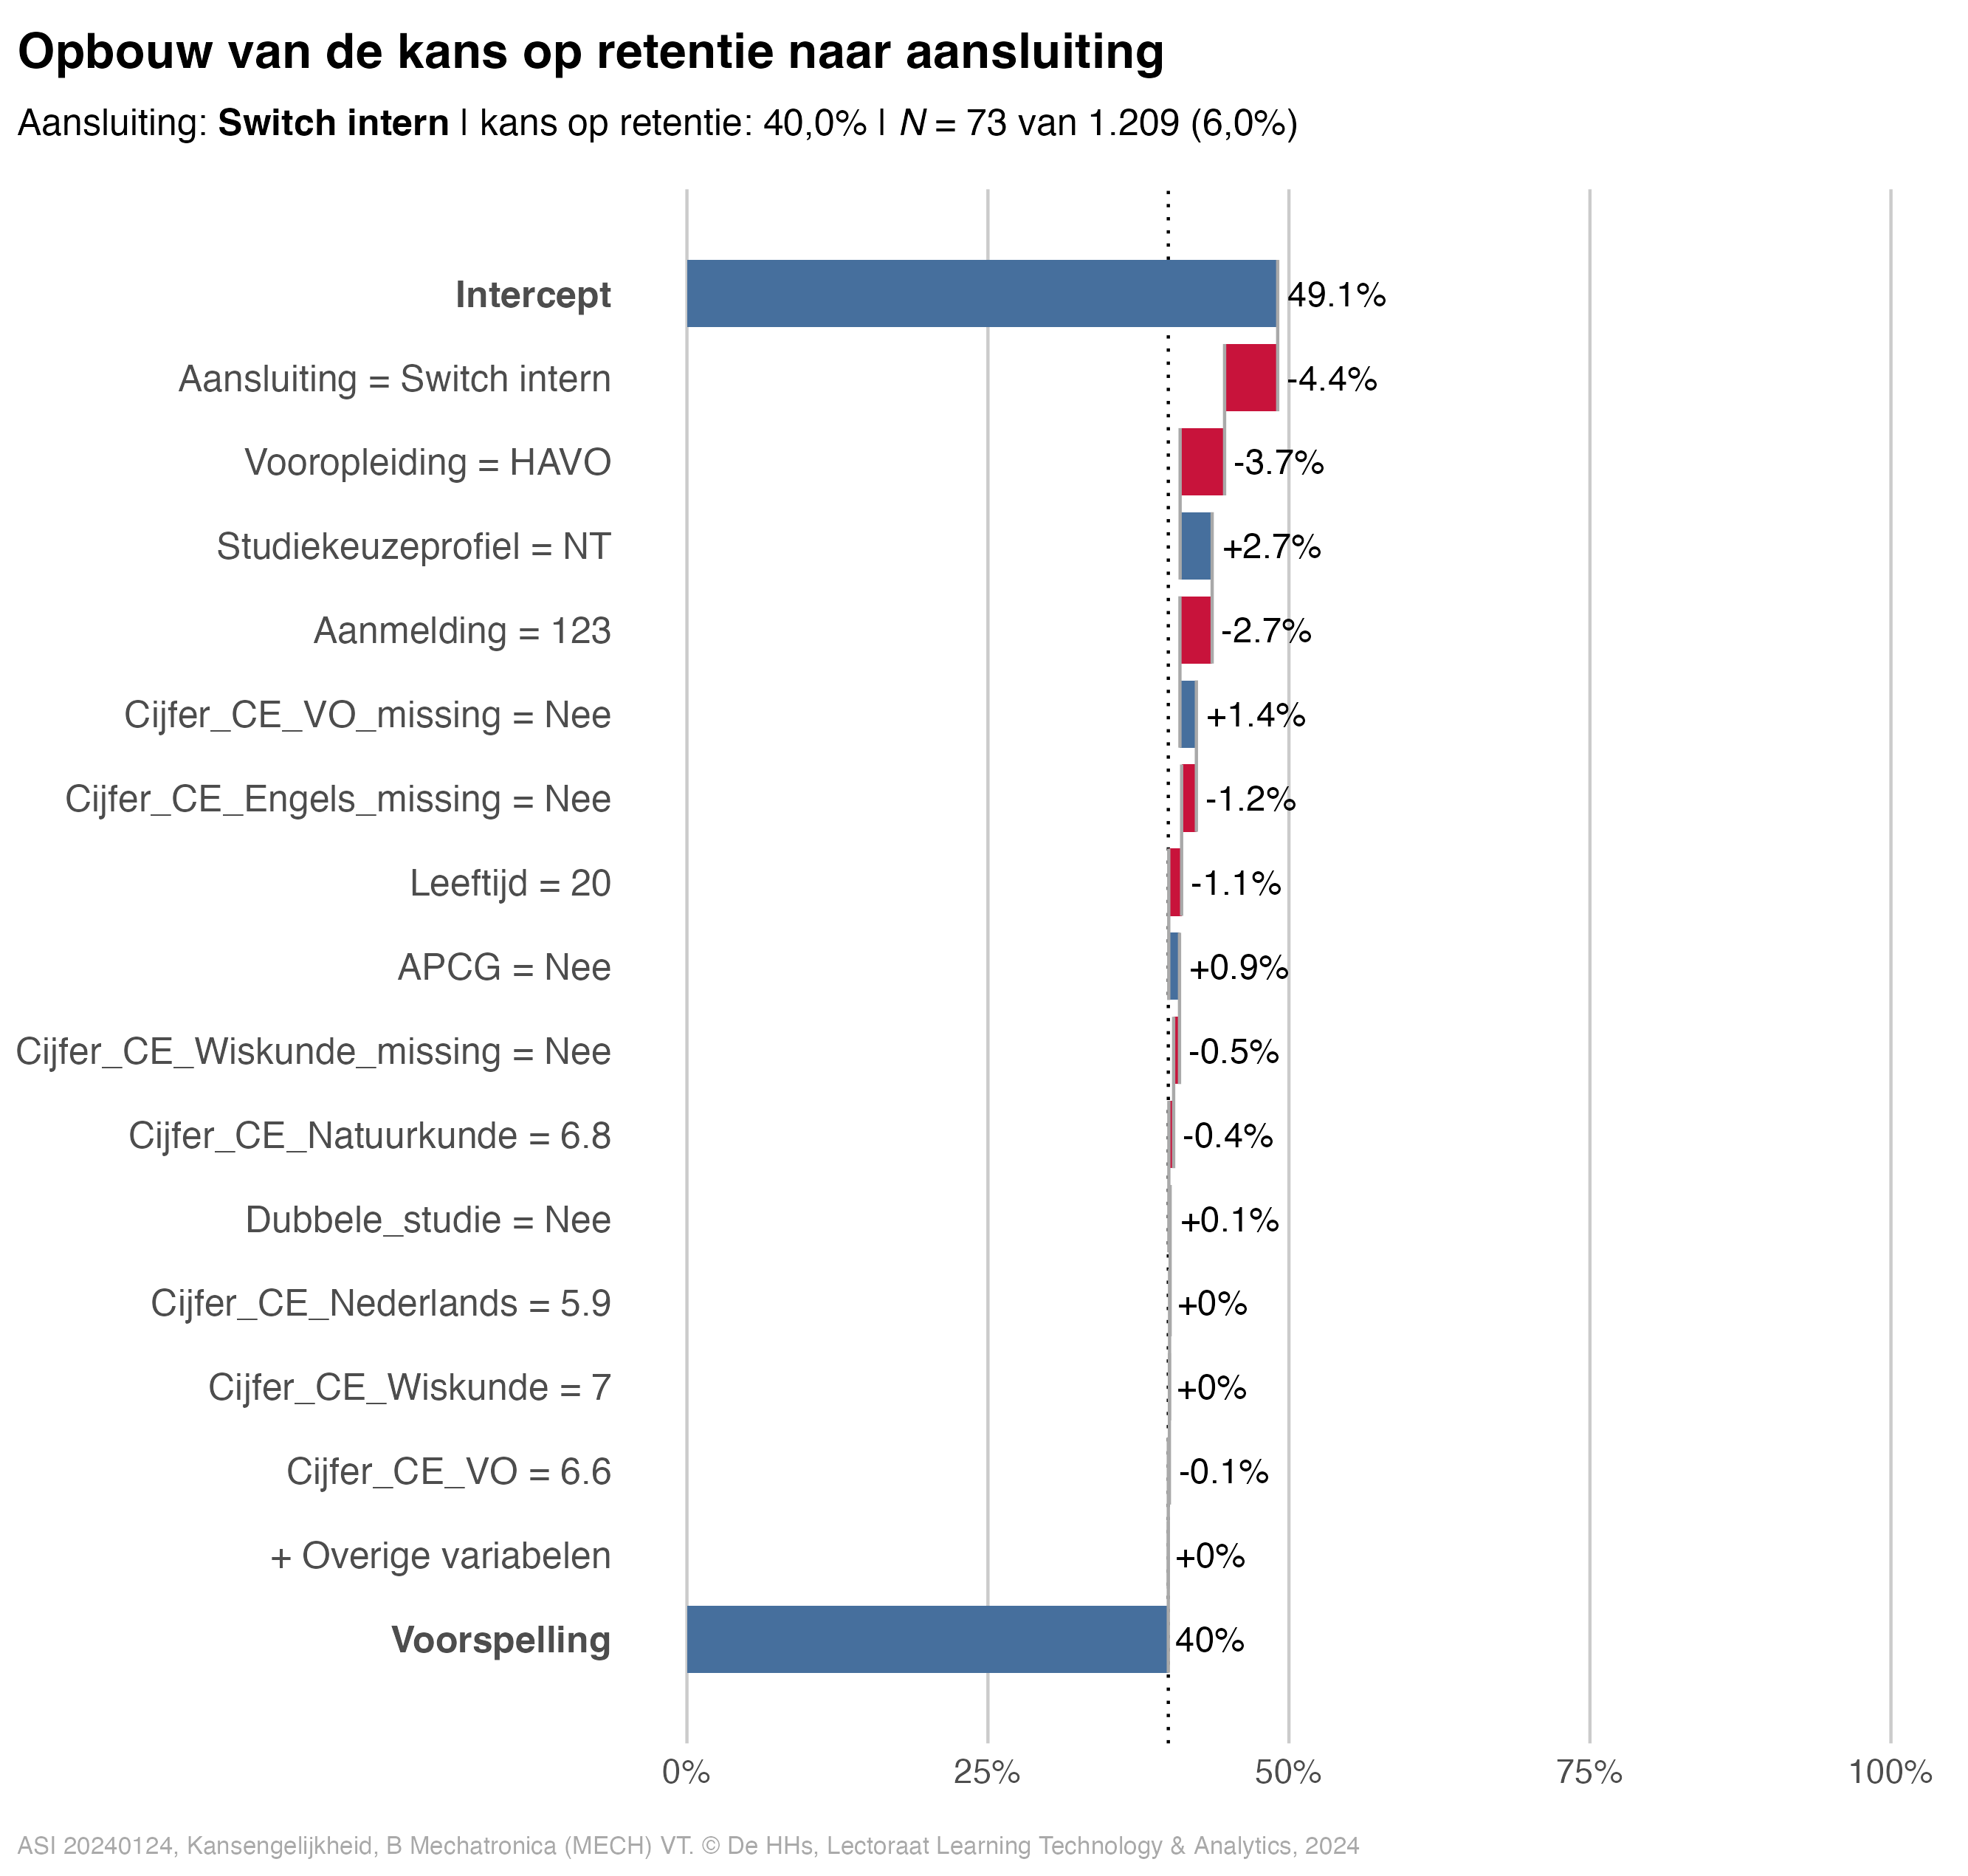 Opbouw van de kans op retentie naar aansluiting
Aansluiting: Switch intern | kans op retentie: 40,0% | N = 73 van 1.209 (6,0%)
Intercept 49.1%
Aansluiting = Switch intern -4.4%
Vooropleiding = HAVO -3.7%
Studiekeuzeprofiel = NT +2.7%
Aanmelding = 123 -2.7%
Cijfer_CE_VO_missing = Nee +1.4%
Cijfer_CE_Engels_missing = Nee -1.2%
Leeftijd = 20 -1.1%
APCG = Nee +0.9%
Cijfer_CE_Wiskunde_missing = Nee -0.5%
Cijfer_CE_Natuurkunde = 6.8 -0.4%
Dubbele_studie = Nee +0.1%
Cijfer_CE_Nederlands = 5.9 +0%
Cijfer_CE_Wiskunde = 7 +0%
Cijfer_CE_VO = 6.6 -0.1%
+ Overige variabelen +0%
Voorspelling 40%
0% 25% 50% 75% 100%
ASI 20240124, Kansengelijkheid, B Mechatronica (MECH) VT. © De HHs, Lectoraat Learning Technology & Analytics, 2024